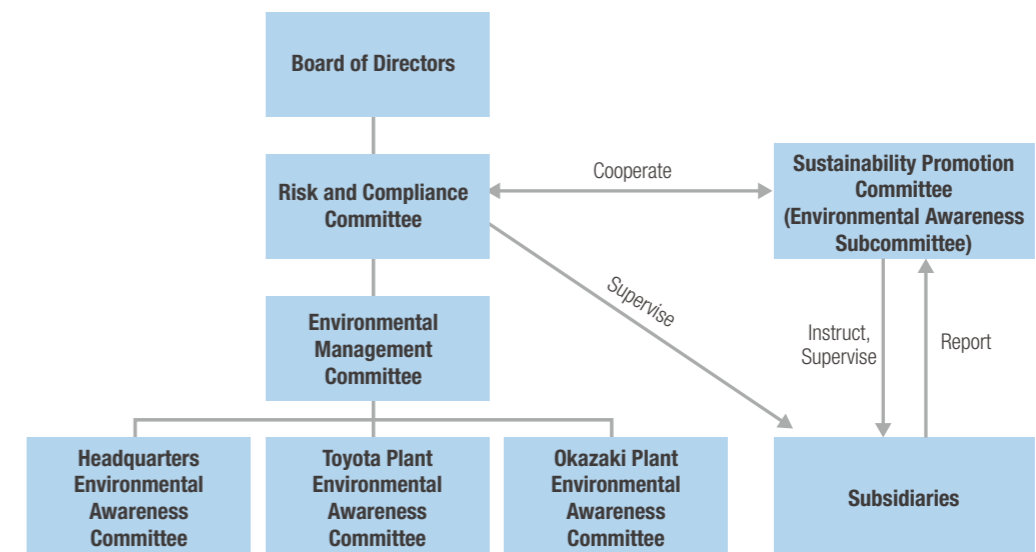 Board of Directors
Risk and Compliance
Committee
Cooperate
Sustainability Promotion
Committee
(Environmental Awareness
Subcommittee)
Supervise
Instruct,
Supervise
Report
Environmental
Management
Committee
Headquarters
Environmental
Awareness
Committee
Toyota Plant
Environmental
Awareness
Committee
Okazaki Plant
Environmental
Awareness
Committee
Subsidiaries